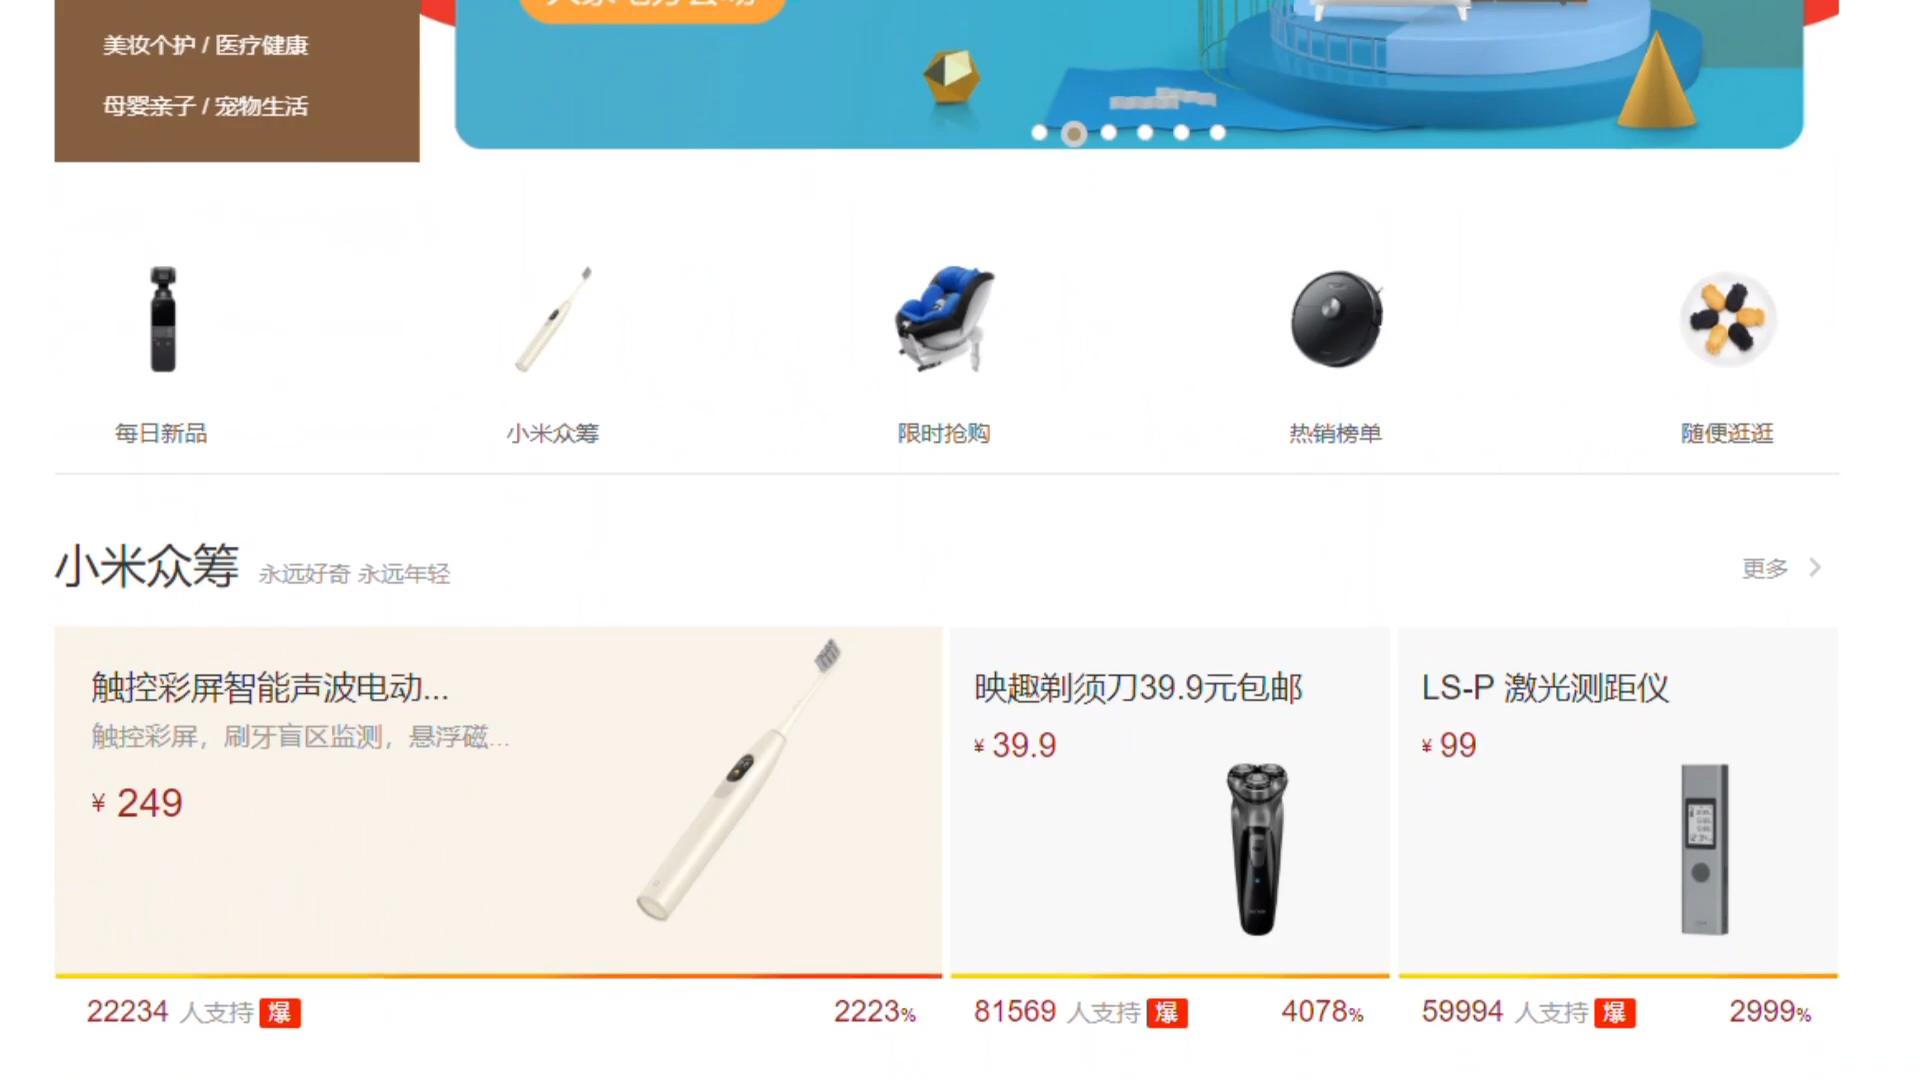 美妆个护 / 医疗健康
母婴亲子 / 宠物生活
每日新品
小米众筹
限时抢购
热销榜单
随便逛逛
小米众筹 永远好奇 永远年轻
更多
触控彩屏智能声波电动...
触控彩屏，刷牙盲区监测，悬浮磁...
¥ 249
映趣剃须刀39.9元包邮
¥ 39.9
LS-P 激光测距仪
¥ 99
22234 人支持 爆 2223%
81569 人支持 爆 4078%
59994 人支持 爆 2999%